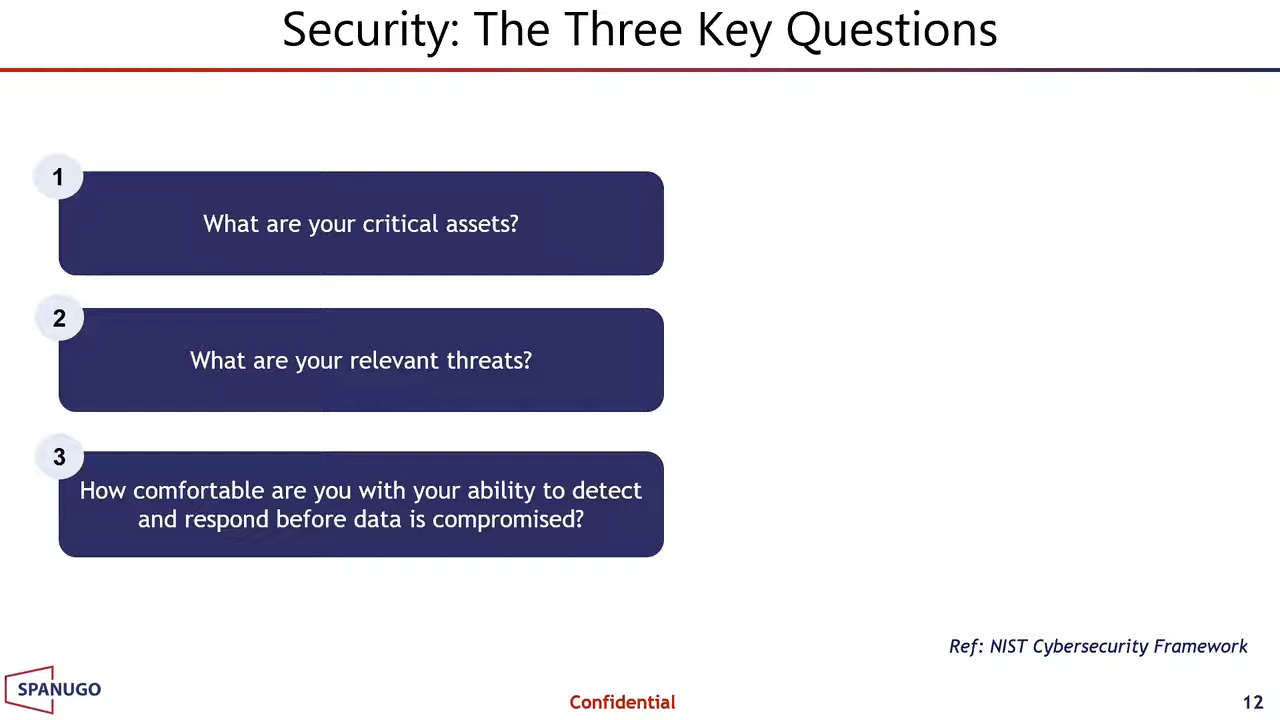 Security: The Three Key Questions
1
What are your critical assets?
2
What are your relevant threats?
3
How comfortable are you with your ability to detect
and respond before data is compromised?
Ref: NIST Cybersecurity Framework
SPANUGO
Confidential
12